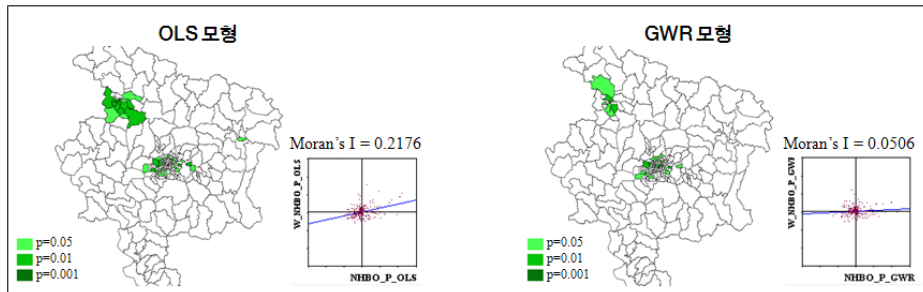 OLS 모형
Moran's I = 0.2176
W_NHBO_P_OLS
NHBO_P_OLS
p=0.05
p=0.01
p=0.001
GWR 모형
Moran's I = 0.0506
W_NHBO_P_GWR
NHBO_P_GWR
p=0.05
p=0.01
p=0.001